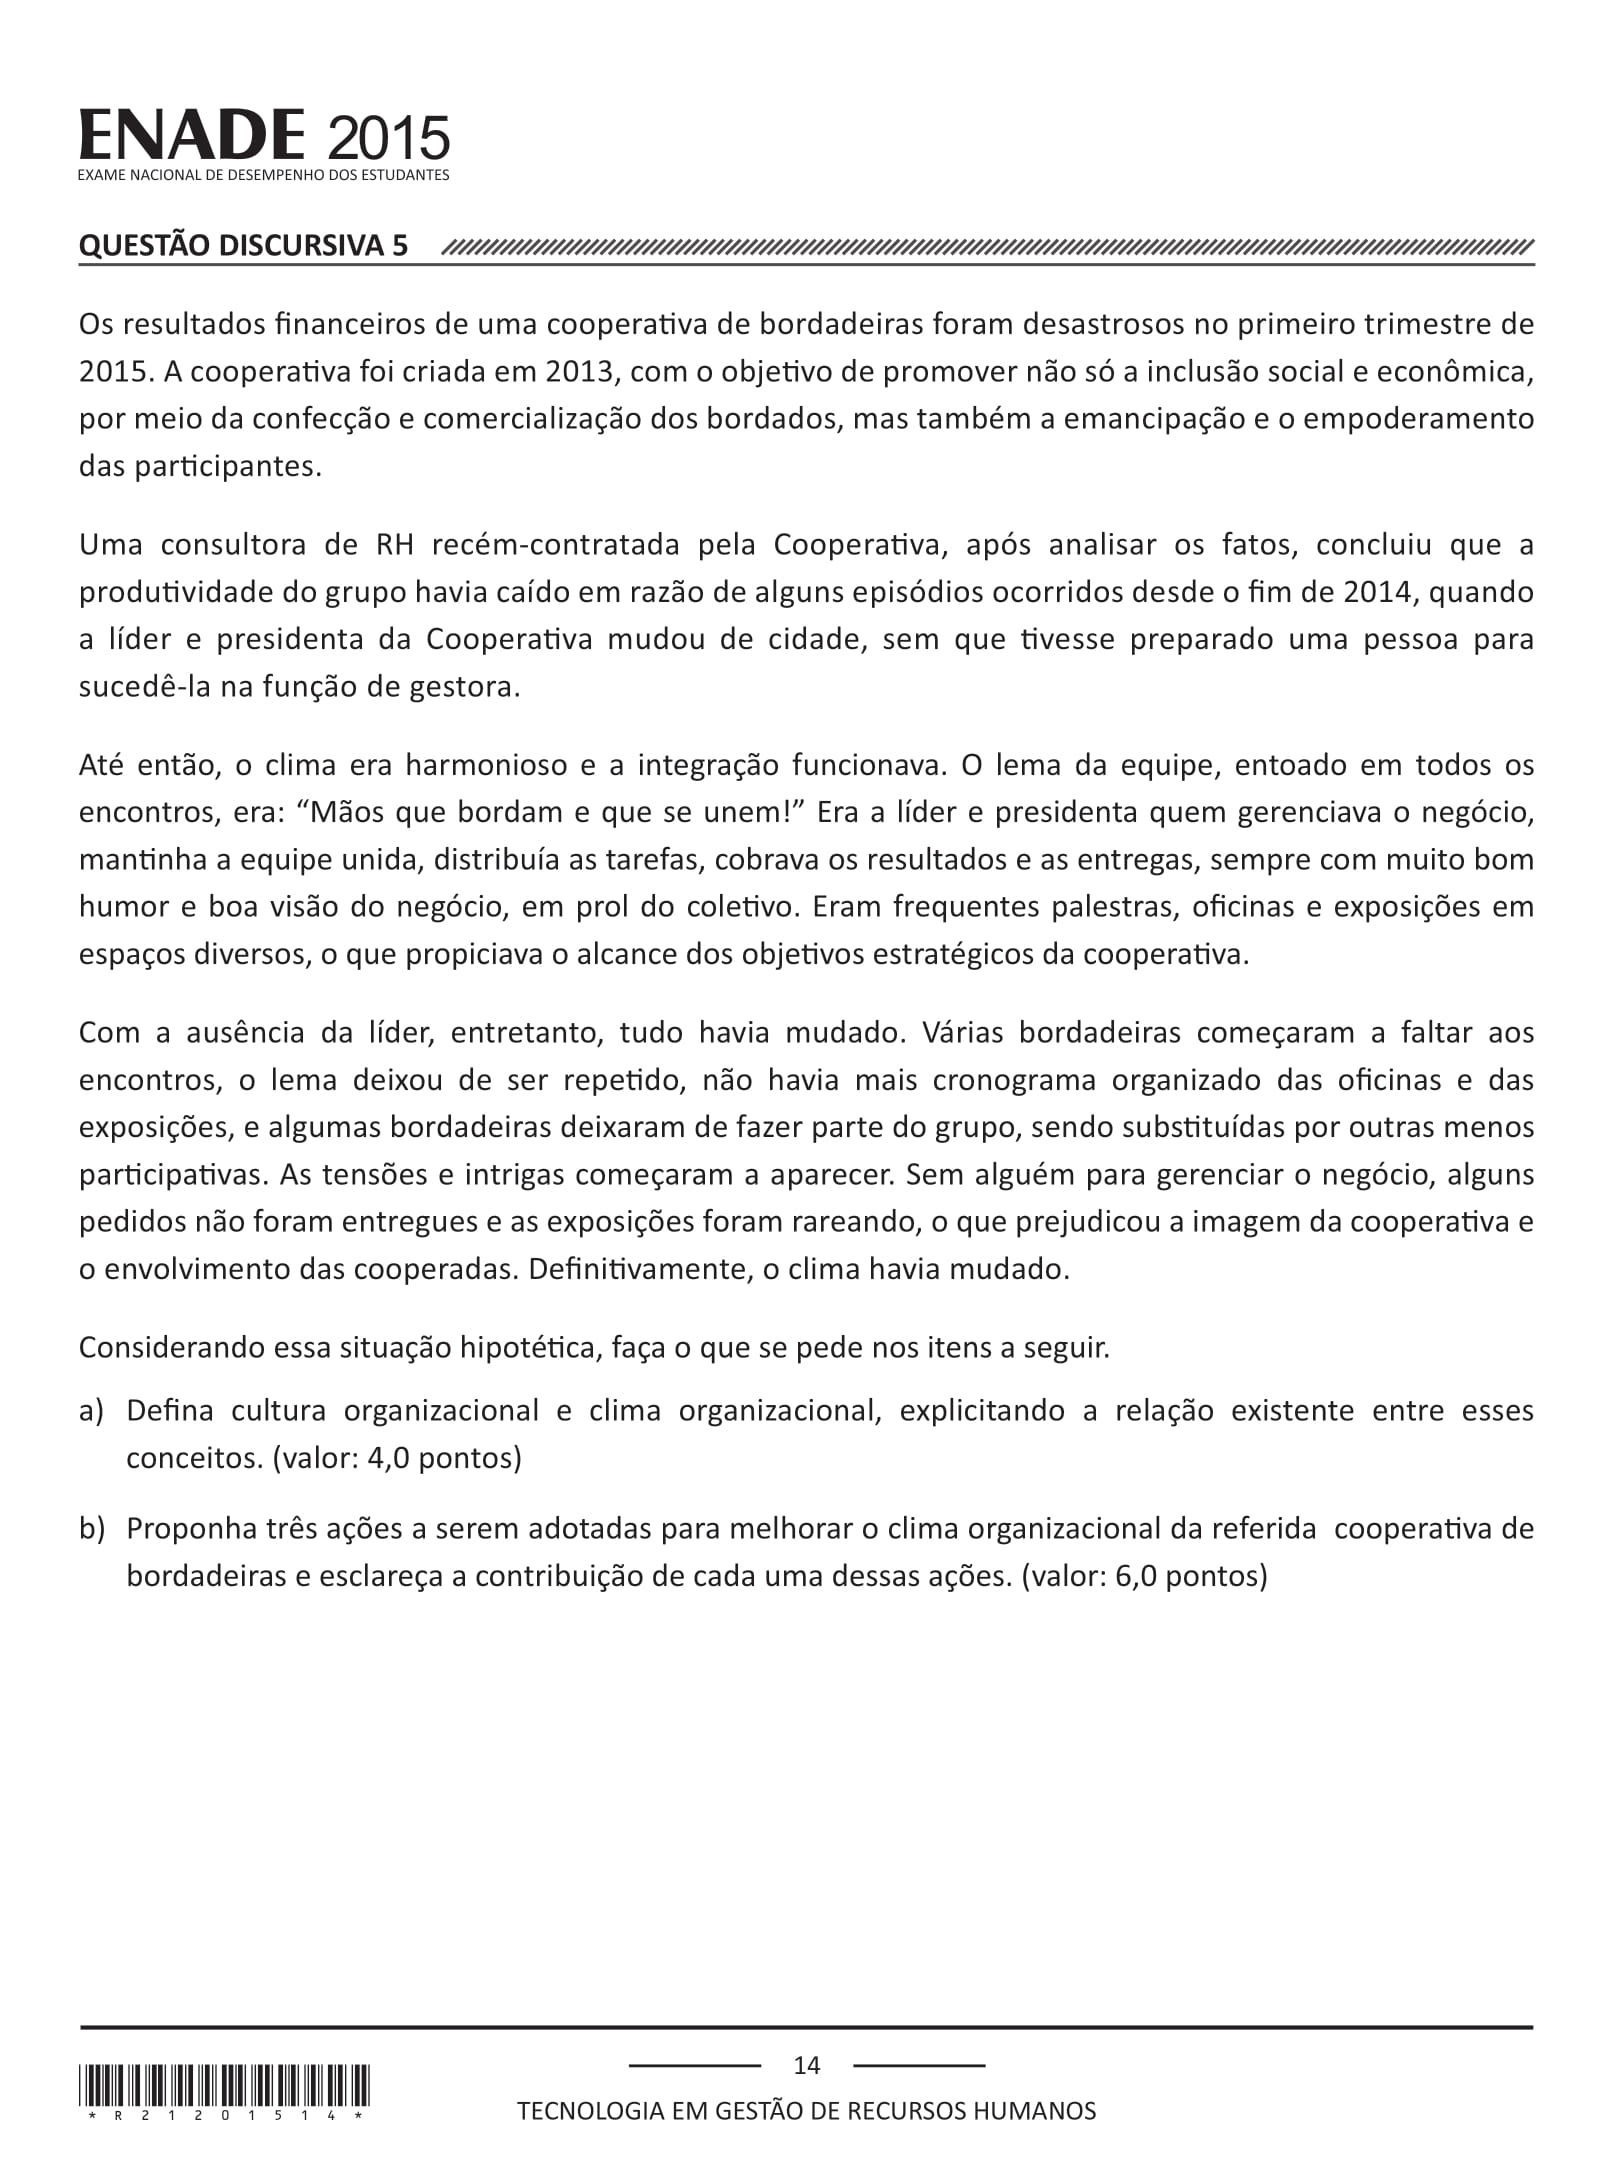 ENADE 2015
EXAME NACIONAL DE DESEMPENHO DOS ESTUDANTES
QUESTÃO DISCURSIVA 5
Os resultados financeiros de uma cooperativa de bordadeiras foram desastrosos no primeiro trimestre de
2015. A cooperativa foi criada em 2013, com o objetivo de promover não só a inclusão social e econômica,
por meio da confecção e comercialização dos bordados, mas também a emancipação e o empoderamento
das participantes.
Uma consultora de RH recém-contratada pela Cooperativa, após analisar os fatos, concluiu que a
produtividade do grupo havia caído em razão de alguns episódios ocorridos desde o fim de 2014, quando
a líder e presidenta da Cooperativa mudou de cidade, sem que tivesse preparado uma pessoa para
sucedê-la na função de gestora.
Até então, o clima era harmonioso e a integração funcionava. O lema da equipe, entoado em todos os
encontros, era: “Mãos que bordam e que se unem!” Era a líder e presidenta quem gerenciava o negócio,
mantinha a equipe unida, distribuía as tarefas, cobrava os resultados e as entregas, sempre com muito bom
humor e boa visão do negócio, em prol do coletivo. Eram frequentes palestras, oficinas e exposições em
espaços diversos, o que propiciava o alcance dos objetivos estratégicos da cooperativa.
Com a ausência da líder, entretanto, tudo havia mudado. Várias bordadeiras começaram a faltar aos
encontros, o lema deixou de ser repetido, não havia mais cronograma organizado das oficinas e das
exposições, e algumas bordadeiras deixaram de fazer parte do grupo, sendo substituídas por outras menos
participativas. As tensões e intrigas começaram a aparecer. Sem alguém para gerenciar o negócio, alguns
pedidos não foram entregues e as exposições foram rareando, o que prejudicou a imagem da cooperativa e
o envolvimento das cooperadas. Definitivamente, o clima havia mudado.
Considerando essa situação hipotética, faça o que se pede nos itens a seguir.
a) Defina cultura organizacional e clima organizacional, explicitando a relação existente entre esses
conceitos. (valor: 4,0 pontos)
b) Proponha três ações a serem adotadas para melhorar o clima organizacional da referida cooperativa de
bordadeiras e esclareça a contribuição de cada uma dessas ações. (valor: 6,0 pontos)
14
*R21201514*
TECNOLOGIA EM GESTÃO DE RECURSOS HUMANOS